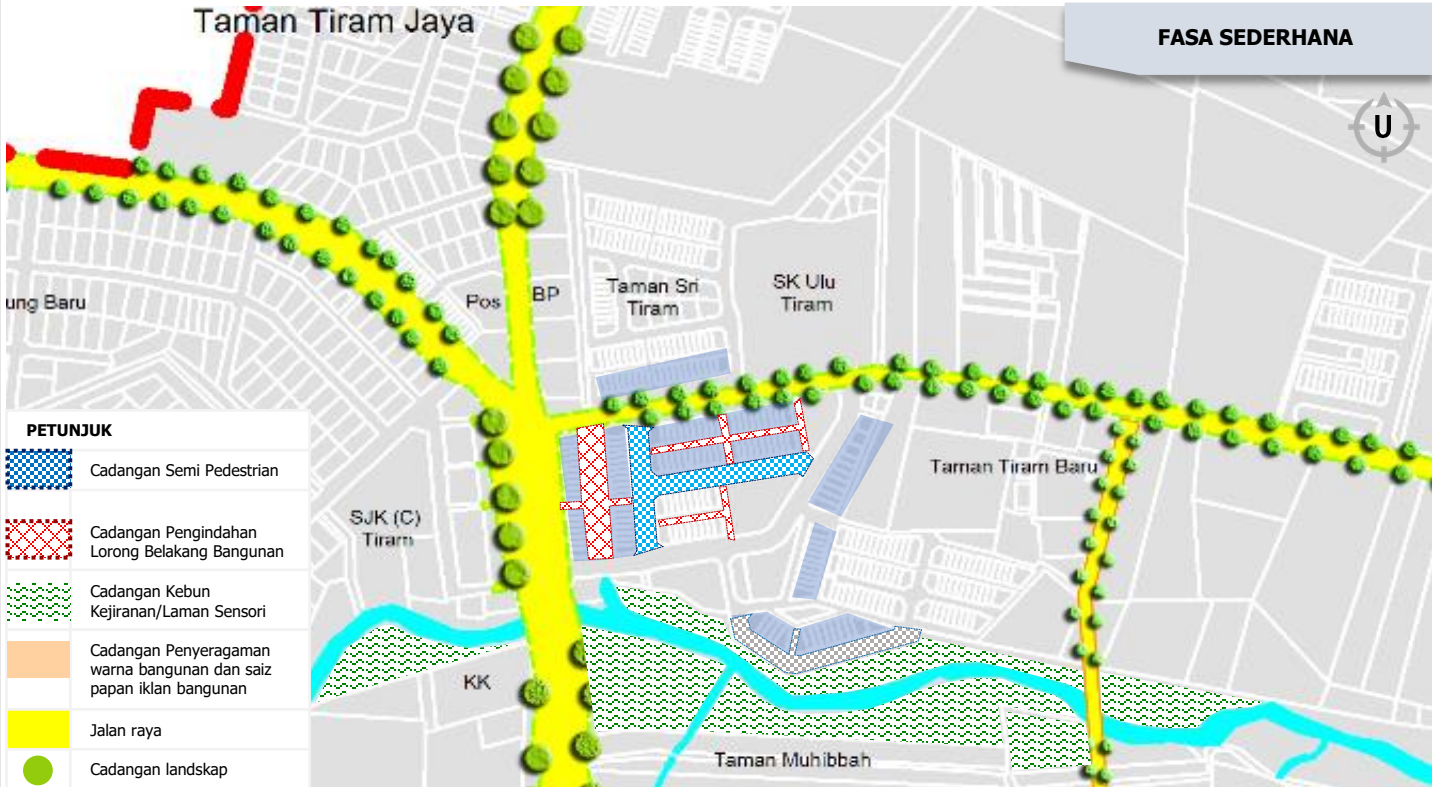 Taman Tiram Jaya
FASA SEDERHANA
U
ung Baru
Pos
BP
Taman Sri
Tiram
SK Ulu
Tiram
Taman Tiram Baru
SJK (C)
Tiram
KK
Taman Muhibbah
PETUNJUK
Cadangan Semi Pedestrian
Cadangan Pengindahan
Lorong Belakang Bangunan
Cadangan Kebun
Kejiranan/Laman Sensori
Cadangan Penyeragaman
warna bangunan dan saiz
papan iklan bangunan
Jalan raya
Cadangan landskap